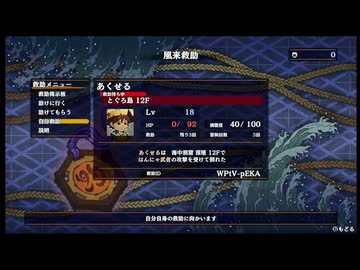 風来救助
0
救助メニュー
救助掲示板
助けに行く
助けてもらう
自分救助
説明
あくせる
救助待ち中
とぐろ島 12F
Lv 18
HP 0/ 92
満腹度 40/100
救助 残り3回
冒険回数 3回
あくせるは 海中洞窟 深層 12Fで
はんにゃ武者の攻撃を受けて倒れた
救助ID WPtV-pEKA
自分自身の救助に向かいます
もどる